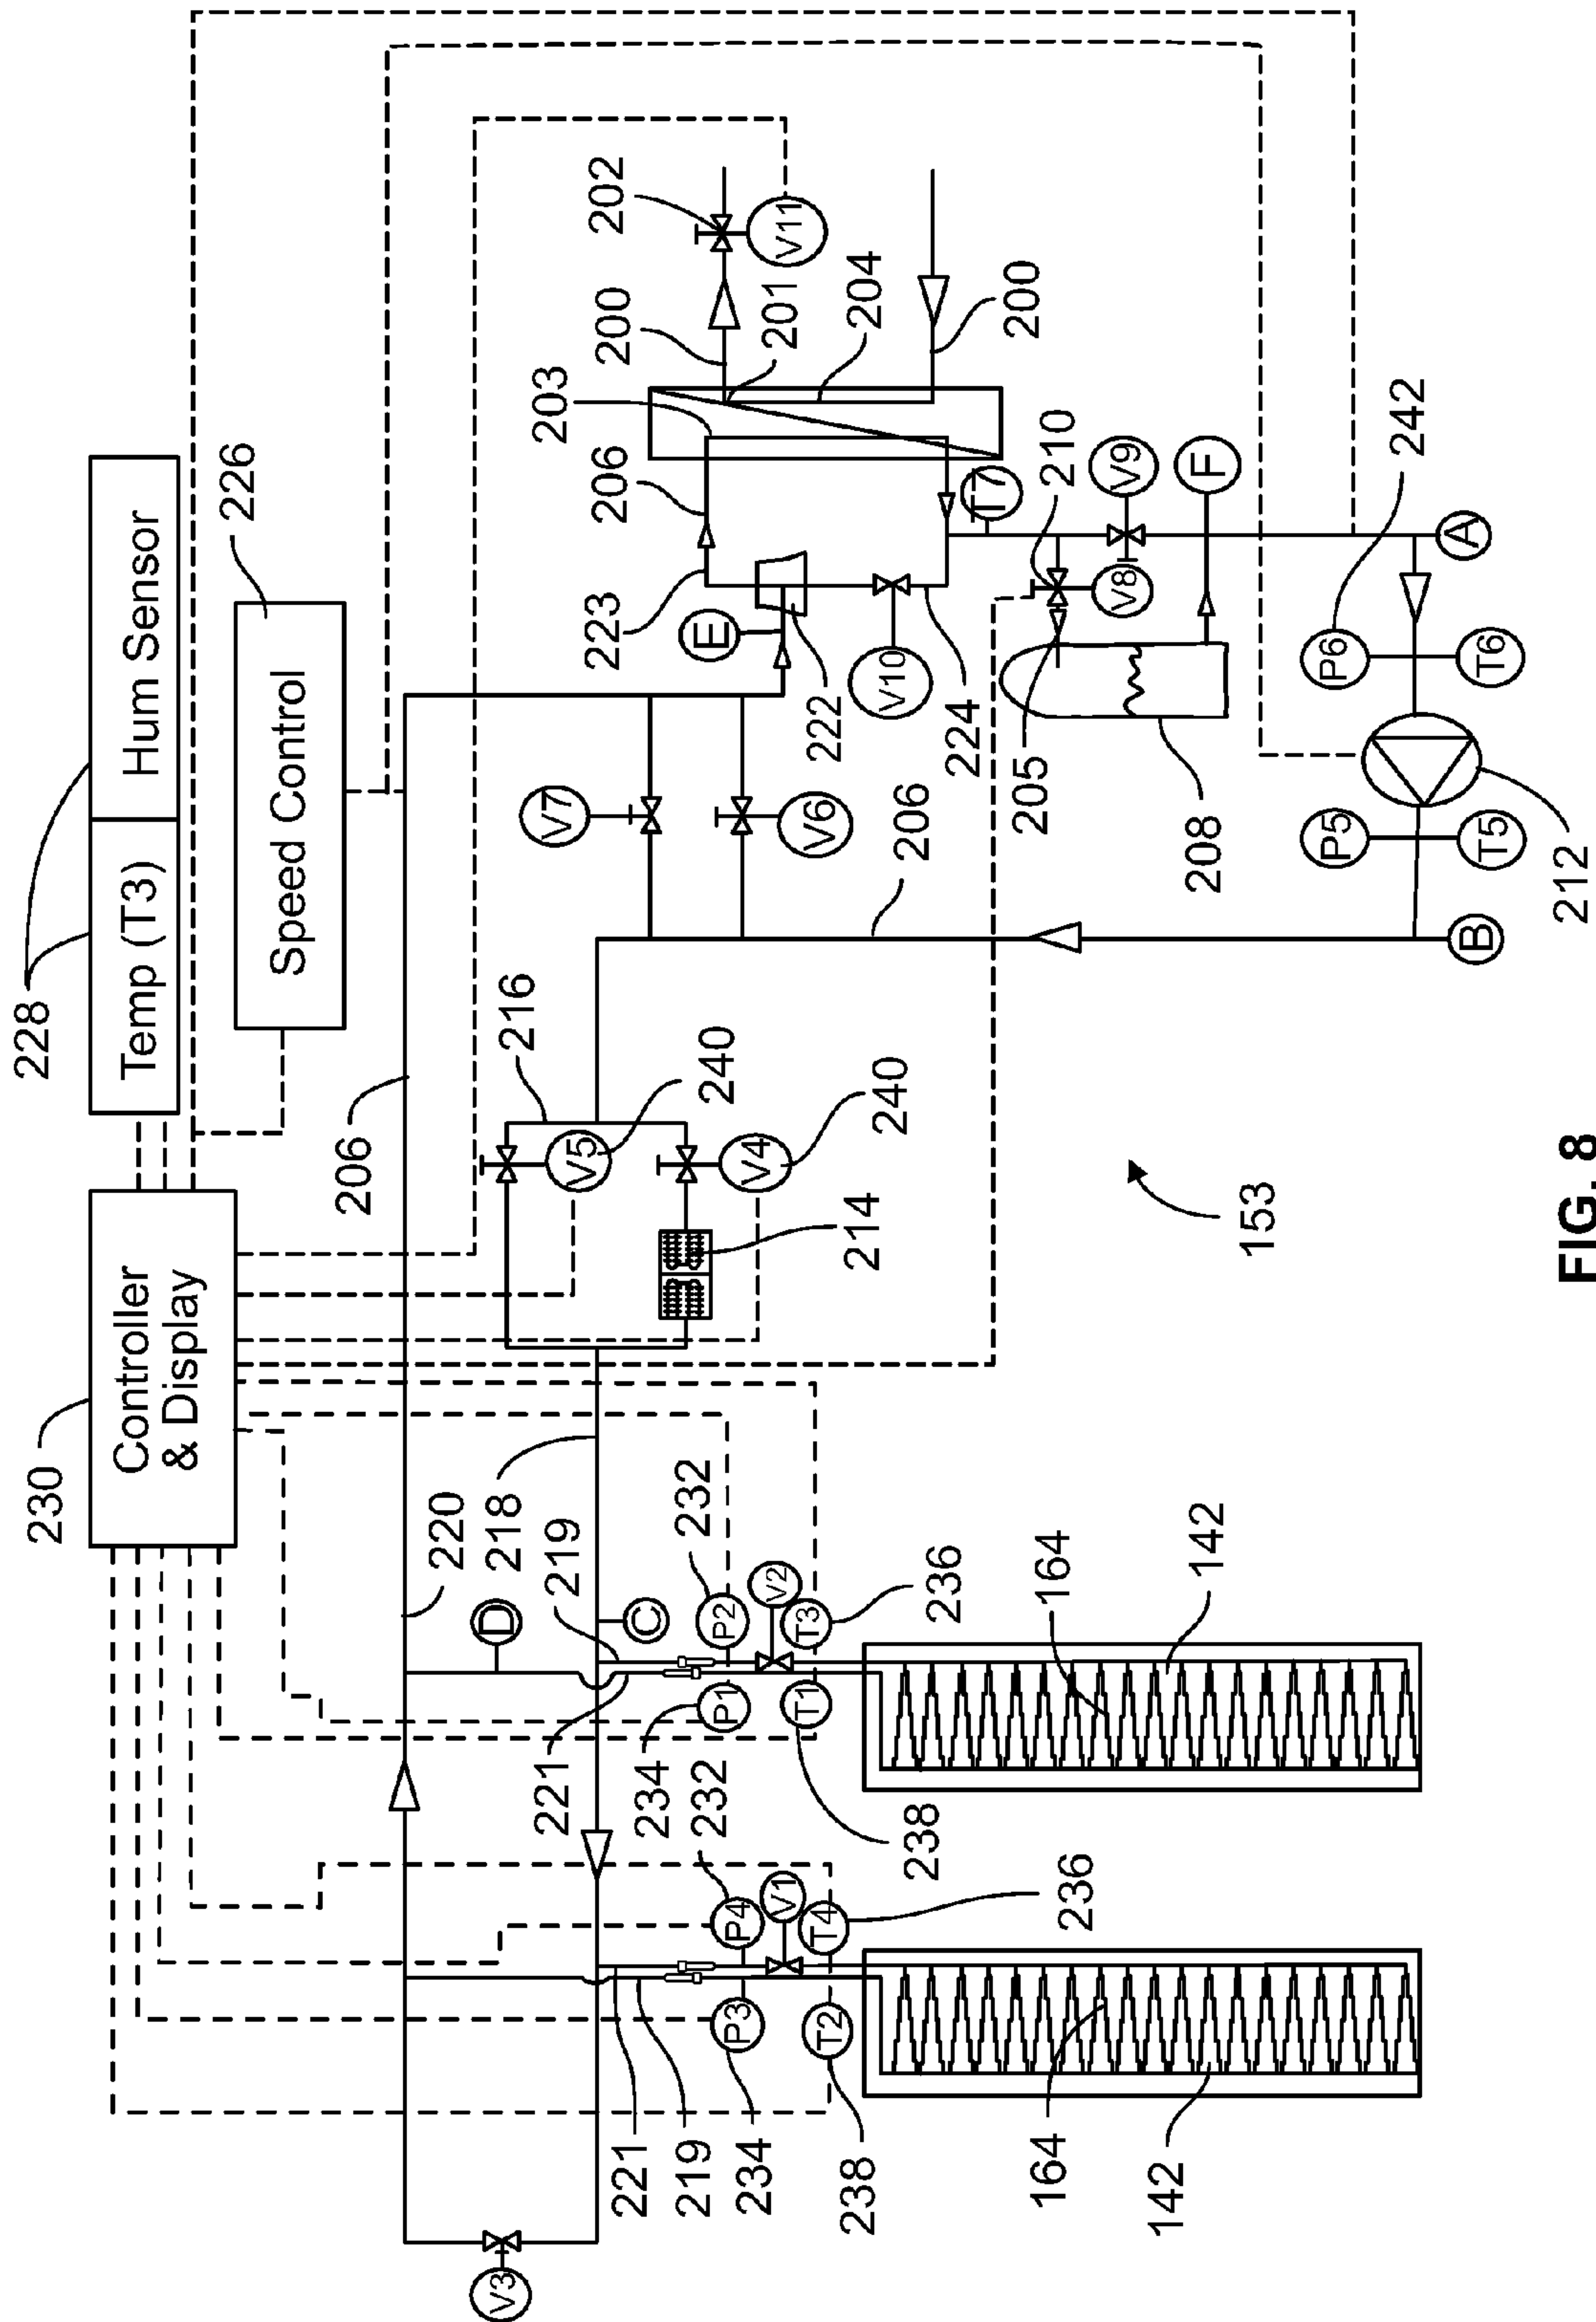 228
Temp (T3)
Hum Sensor
230
Controller
& Display
Speed Control
226
206
220
218
219
221
D
C
V3
216
V5
240
V4
240
214
V7
V6
206
E
222
223
206
203
200
201
202
V11
204
200
V10
224
T7
210
V8
V9
205
208
F
A
B
P6
242
T6
P5
T5
212
153
232
P2
V2
T3
236
P1
234
T1
238
232
P4
V1
T4
236
P3
234
T2
238
221
219
164
142
164
142
FIG. 8